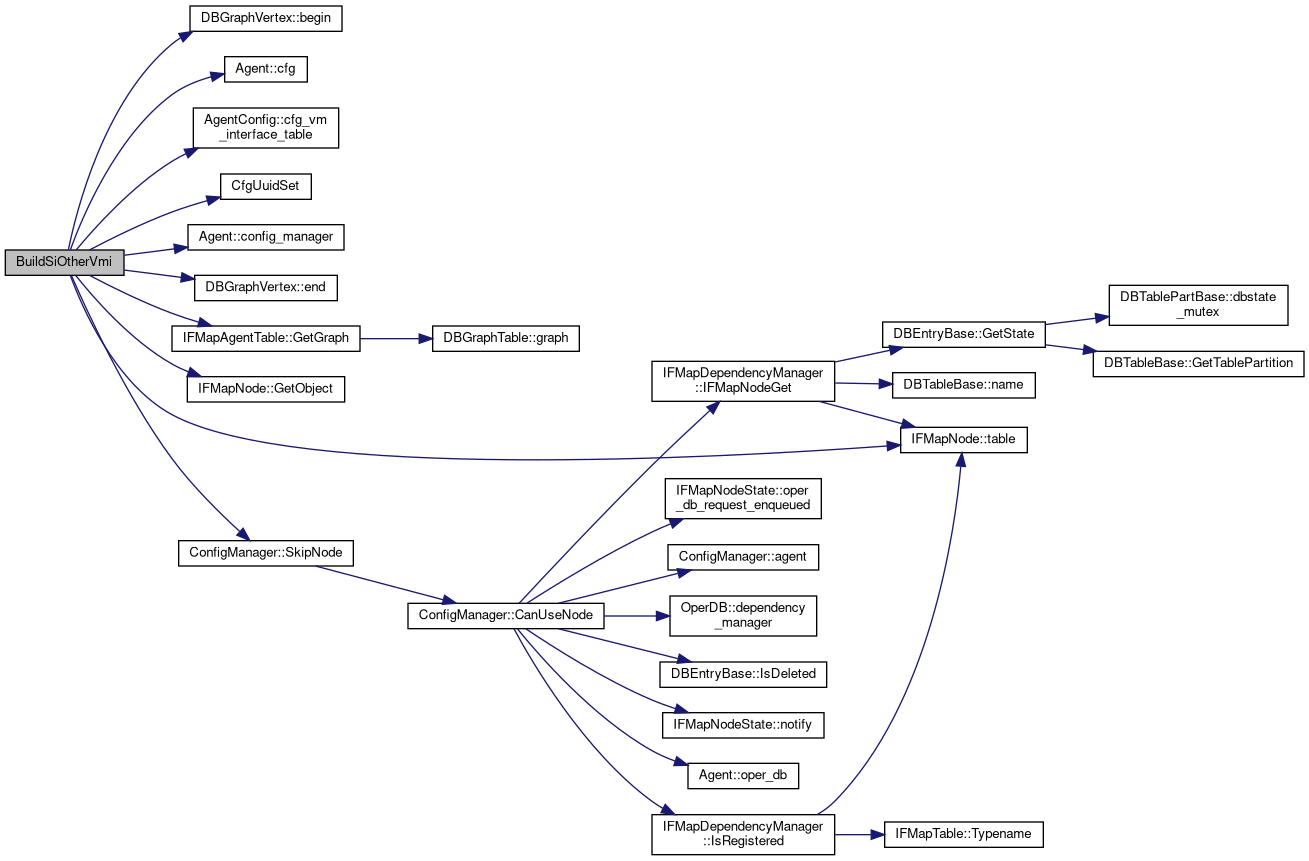 DBGraphVertex::begin
Agent::cfg
AgentConfig::cfg_vm
_interface_table
CfgUuidSet
Agent::config_manager
BuildSiOtherVmi
DBGraphVertex::end
IFMapAgentTable::GetGraph
DBGraphTable::graph
IFMapNode::GetObject
ConfigManager::SkipNode
ConfigManager::CanUseNode
IFMapDependencyManager
::IFMapNodeGet
DBEntryBase::GetState
DBTablePartBase::dbstate
_mutex
DBTableBase::GetTablePartition
DBTableBase::name
IFMapNode::table
IFMapNodeState::oper
_db_request_enqueued
ConfigManager::agent
OperDB::dependency
_manager
DBEntryBase::IsDeleted
IFMapNodeState::notify
Agent::oper_db
IFMapDependencyManager
::IsRegistered
IFMapTable::Typename